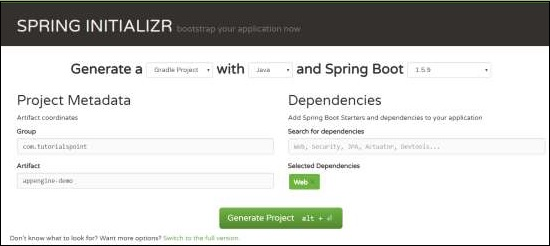 SPRING INITIALIZR bootstrap your application now
Generate a Gradle Project with Java and Spring Boot 1.5.9
Project Metadata
Artifact coordinates
Group
com.tutorialspoint
Artifact
appengine-demo
Dependencies
Add Spring Boot Starters and dependencies to your application
Search for dependencies
Web, Security, JPA, Actuator, Devtools...
Selected Dependencies
Web ×
Generate Project alt + ⏎
Don't know what to look for? Want more options? Switch to the full version.